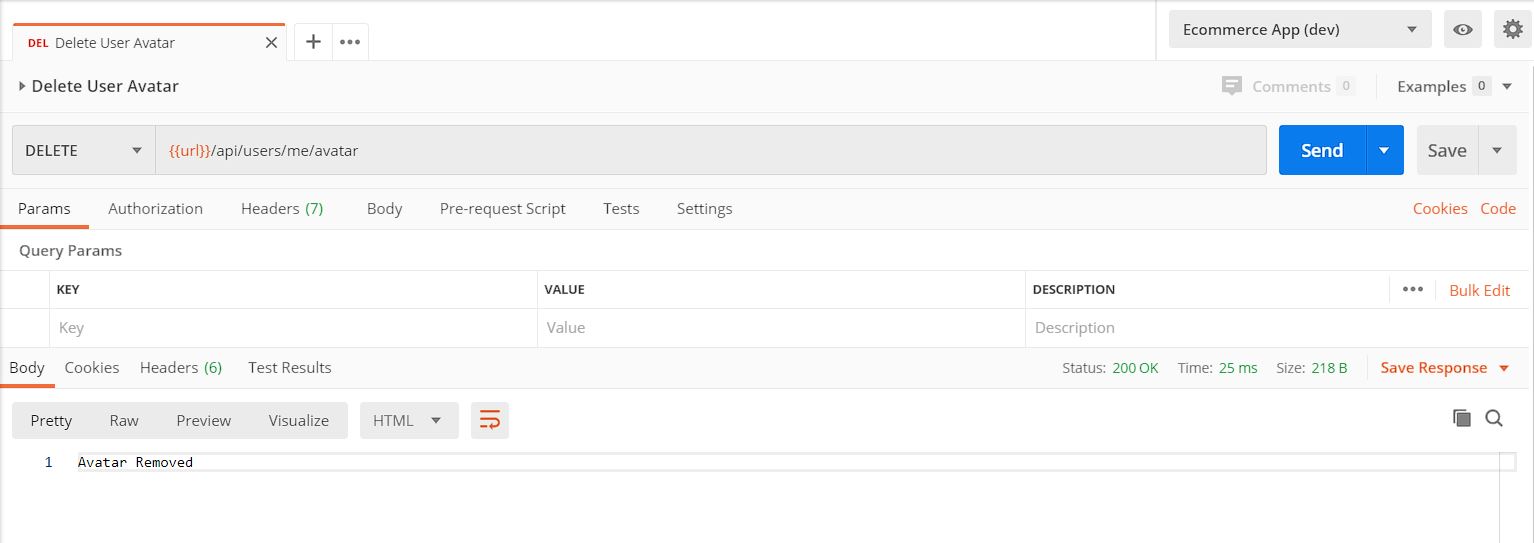 DEL Delete User Avatar
Ecommerce App (dev)
Delete User Avatar
Comments 0 Examples 0
DELETE {{url}}/api/users/me/avatar Send Save
Params Authorization Headers (7) Body Pre-request Script Tests Settings Cookies Code
Query Params
KEY VALUE DESCRIPTION Bulk Edit
Key Value Description
Body Cookies Headers (6) Test Results Status: 200 OK Time: 25 ms Size: 218 B Save Response
Pretty Raw Preview Visualize HTML
1 Avatar Removed